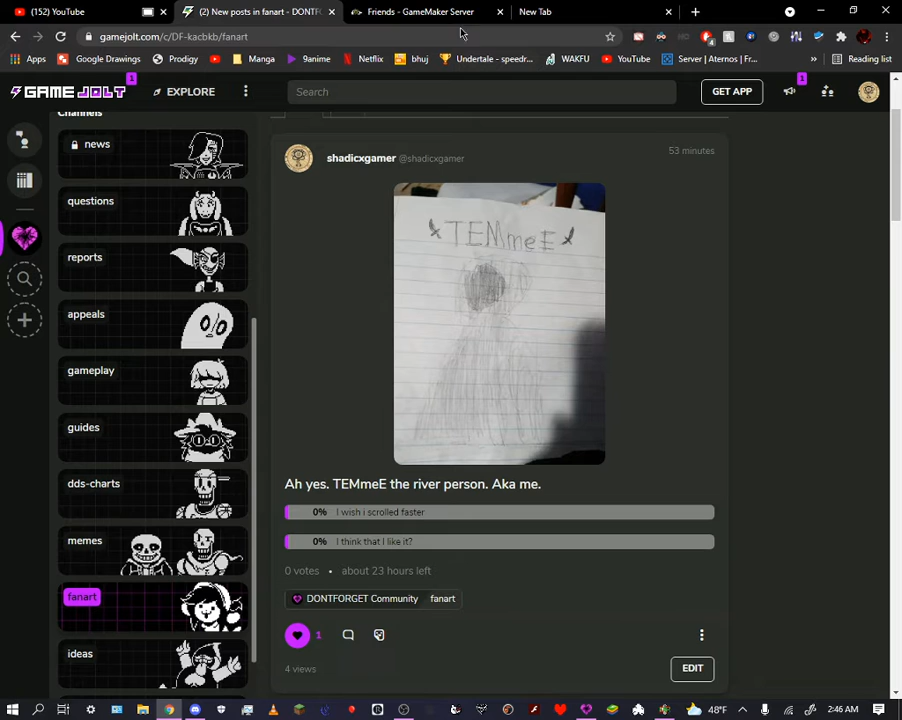 (152) YouTube
(2) New posts in fanart - DONTF
Friends - GameMaker Server
New Tab
gamejolt.com/c/DF-kacbkb/fanart
4
Apps
Google Drawings
Prodigy
Manga
9anime
Netflix
bhuj
Undertale - speedr...
WAKFU
YouTube
Server | Aternos | Fr...
»
Reading list
GAME JOLT
1
EXPLORE
Search
GET APP
1
Channels
news
questions
reports
appeals
gameplay
guides
dds-charts
memes
fanart
ideas
shadicxgamer @shadicxgamer
53 minutes
TEMmeE
Ah yes. TEMmeE the river person. Aka me.
0% I wish i scrolled faster
0% I think that I like it?
0 votes • about 23 hours left
DONTFORGET Community fanart
1
4 views
EDIT
48°F
2:46 AM